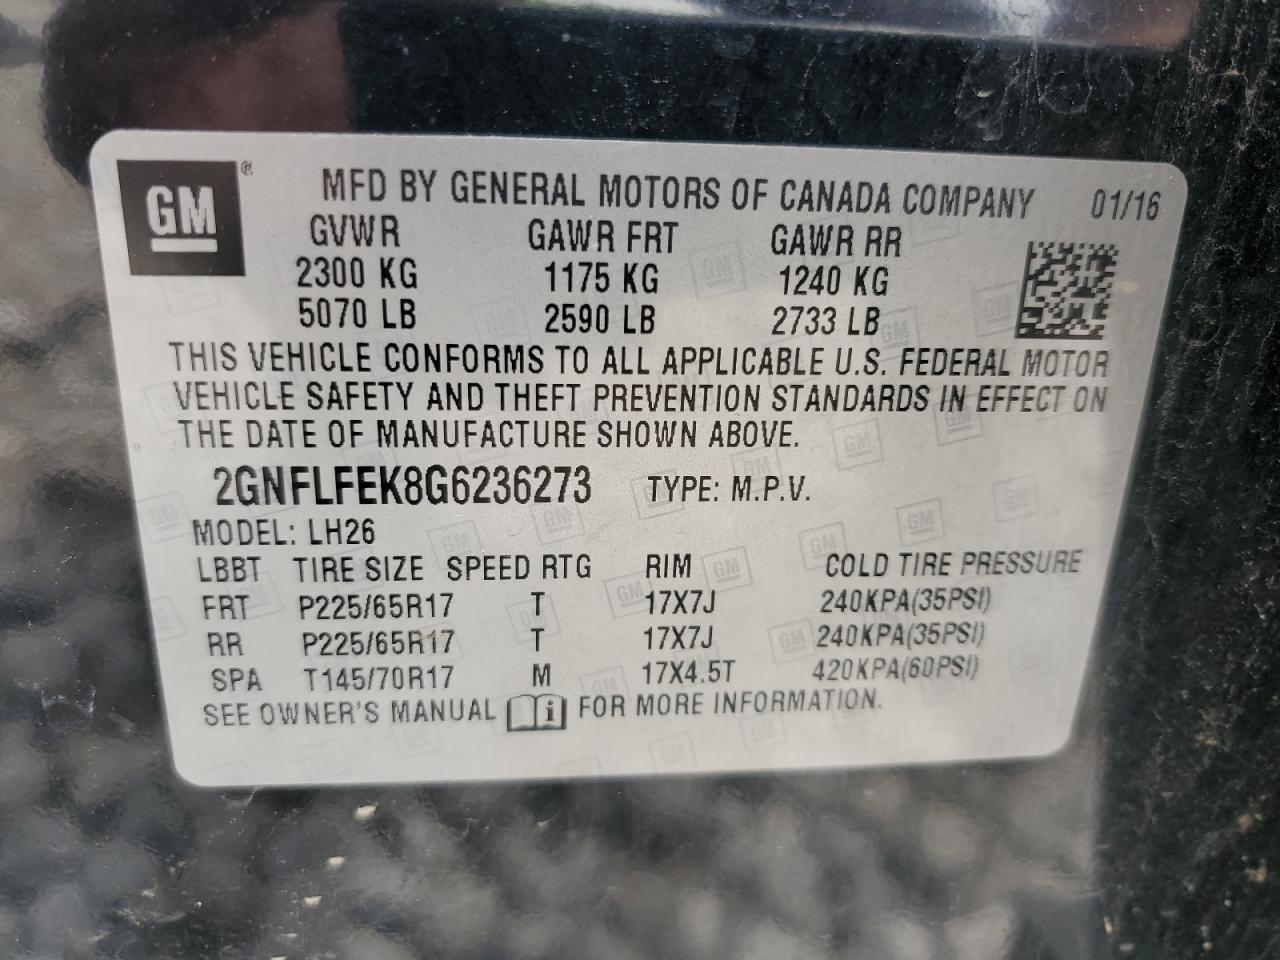 GM
MFD BY GENERAL MOTORS OF CANADA COMPANY 01/16
GVWR GAWR FRT GAWR RR
2300 KG 1175 KG 1240 KG
5070 LB 2590 LB 2733 LB
THIS VEHICLE CONFORMS TO ALL APPLICABLE U.S. FEDERAL MOTOR
VEHICLE SAFETY AND THEFT PREVENTION STANDARDS IN EFFECT ON
THE DATE OF MANUFACTURE SHOWN ABOVE.
2GNFLFEK8G6236273 TYPE: M.P.V.
MODEL: LH26
LBBT TIRE SIZE SPEED RTG RIM COLD TIRE PRESSURE
FRT P225/65R17 T 17X7J 240KPA(35PSI)
RR P225/65R17 T 17X7J 240KPA(35PSI)
SPA T145/70R17 M 17X4.5T 420KPA(60PSI)
SEE OWNER'S MANUAL i FOR MORE INFORMATION.